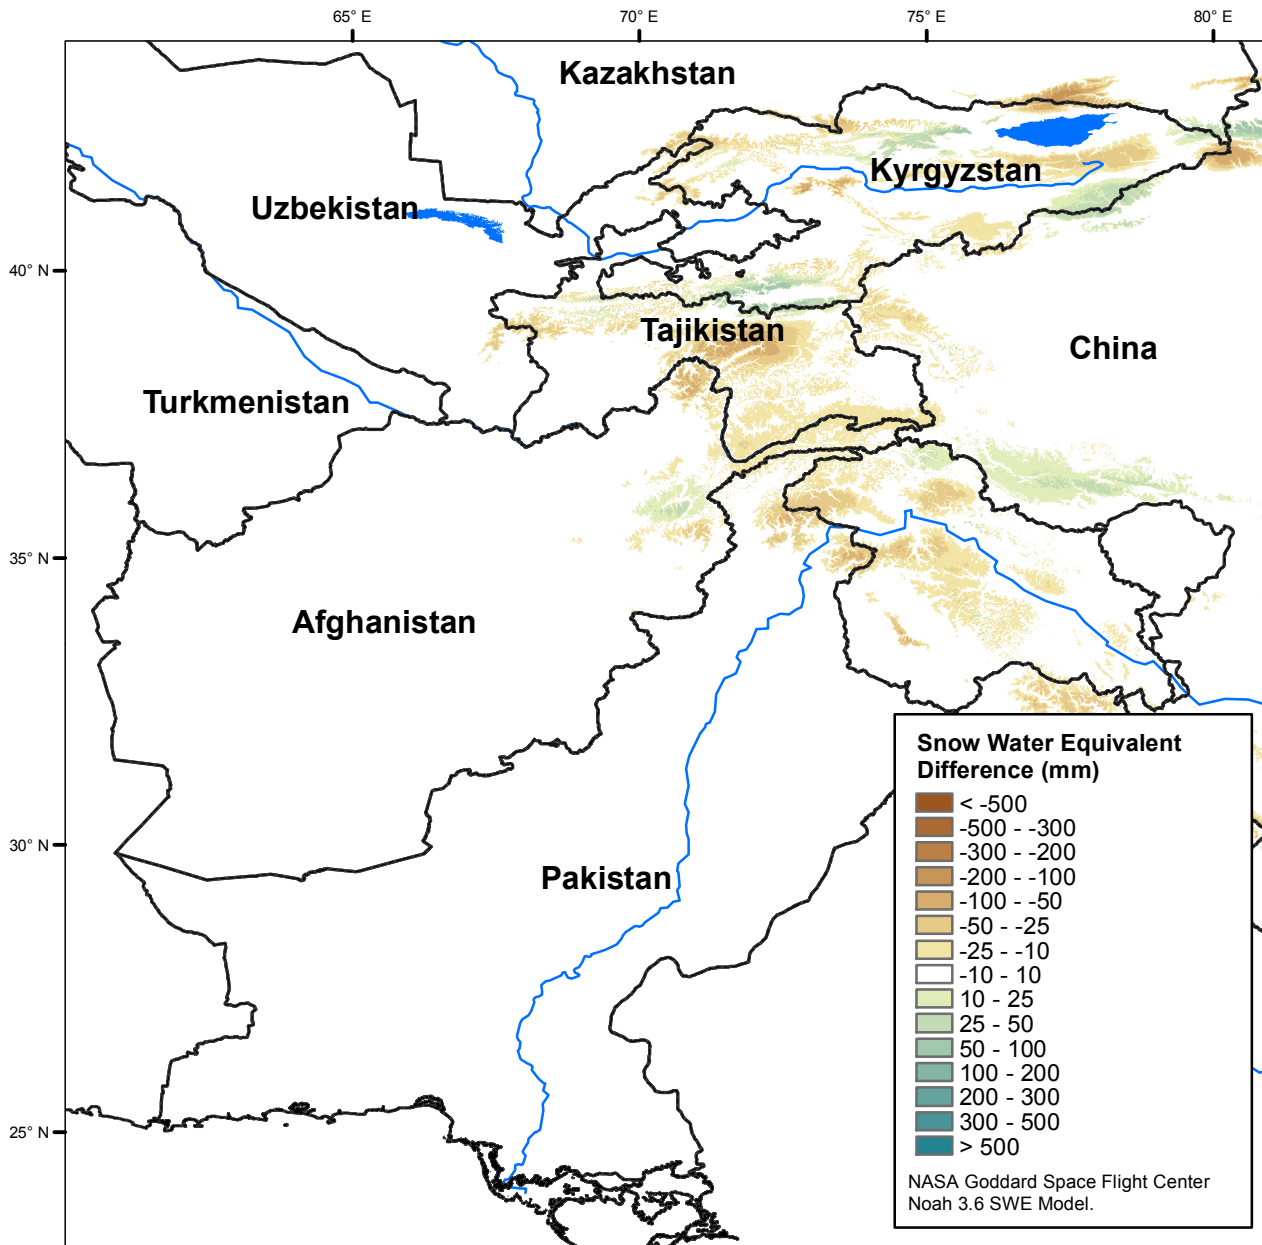 65° E
70° E
75° E
80° E
Kazakhstan
Kyrgyzstan
Uzbekistan
40° N
Tajikistan
China
Turkmenistan
35° N
Afghanistan
30° N
Pakistan
25° N
Snow Water Equivalent
Difference (mm)
< -500
-500 - -300
-300 - -200
-200 - -100
-100 - -50
-50 - -25
-25 - -10
-10 - 10
10 - 25
25 - 50
50 - 100
100 - 200
200 - 300
300 - 500
> 500
NASA Goddard Space Flight Center
Noah 3.6 SWE Model.